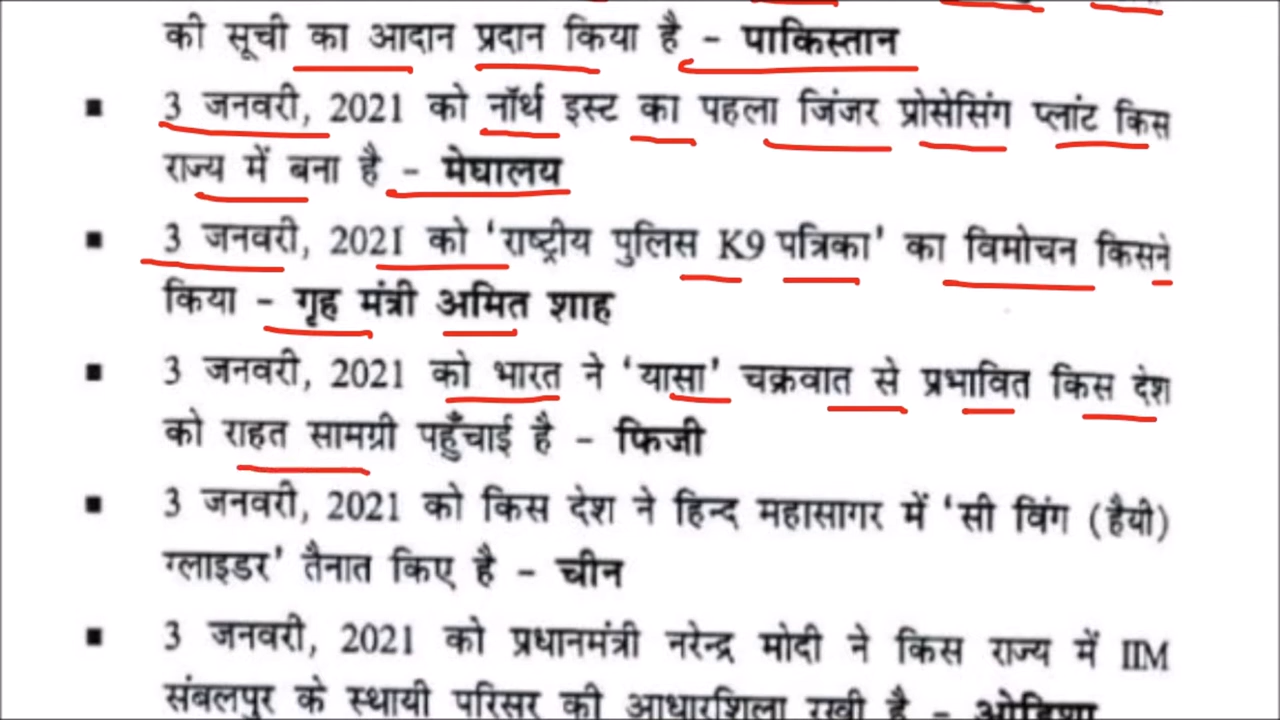 की सूची का आदान प्रदान किया है - पाकिस्तान
▪ 3 जनवरी, 2021 को नॉर्थ इस्ट का पहला जिंजर प्रोसेसिंग प्लांट किस
राज्य में बना है - मेघालय
▪ 3 जनवरी, 2021 को ‘राष्ट्रीय पुलिस K9 पत्रिका’ का विमोचन किसने
किया - गृह मंत्री अमित शाह
▪ 3 जनवरी, 2021 को भारत ने ‘यासा’ चक्रवात से प्रभावित किस देश
को राहत सामग्री पहुँचाई है - फिजी
▪ 3 जनवरी, 2021 को किस देश ने हिन्द महासागर में ‘सी विंग (हैयी)
ग्लाइडर’ तैनात किए है - चीन
▪ 3 जनवरी, 2021 को प्रधानमंत्री नरेन्द्र मोदी ने किस राज्य में IIM
संबलपुर के स्थायी परिसर की आधारशिला रखी है - ओडिशा